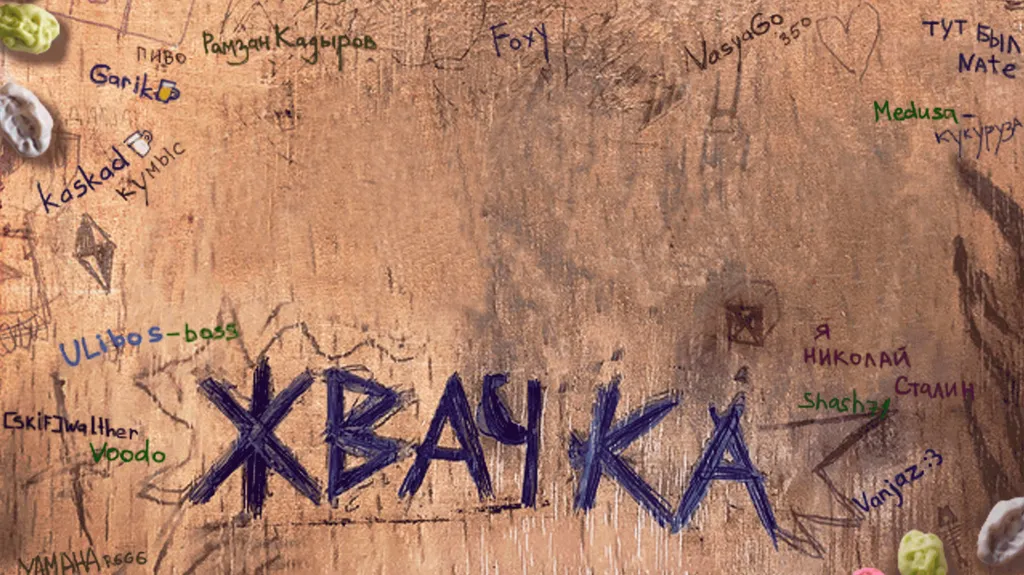 пиво
Рамзан Кадыров
Foxy
VasyaGo
350
ТУТ БЫЛ
NAte
Garik
Medusa-
кукуруза
kaskad
кумыс
ULibos-boss
Я
НИКОЛАЙ
Сталин
Shashzy
ЖВАЧКА
[SKiF]Walther
Voodo
Vanjaz:3
YAMAHA R666